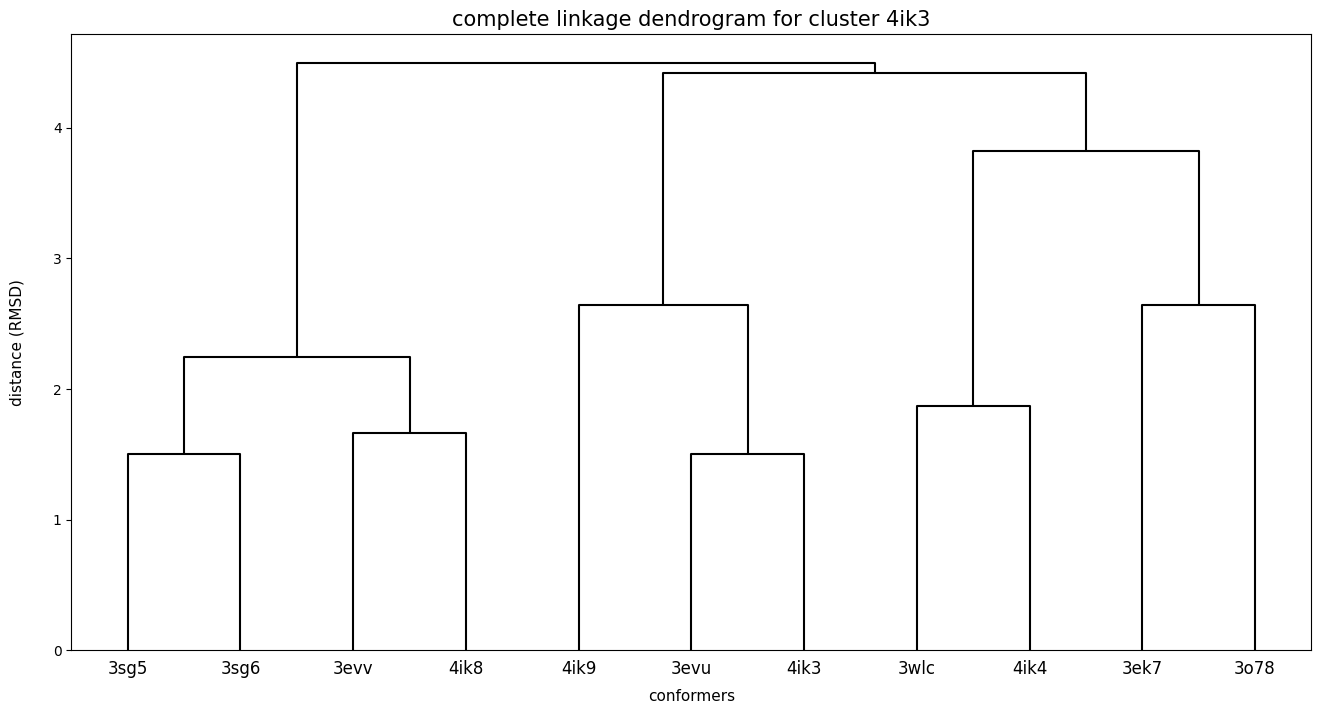 complete linkage dendrogram for cluster 4ik3
distance (RMSD)
4
3
2
1
0
3sg5 3sg6 3evv 4ik8 4ik9 3evu 4ik3 3wlc 4ik4 3ek7 3o78
conformers